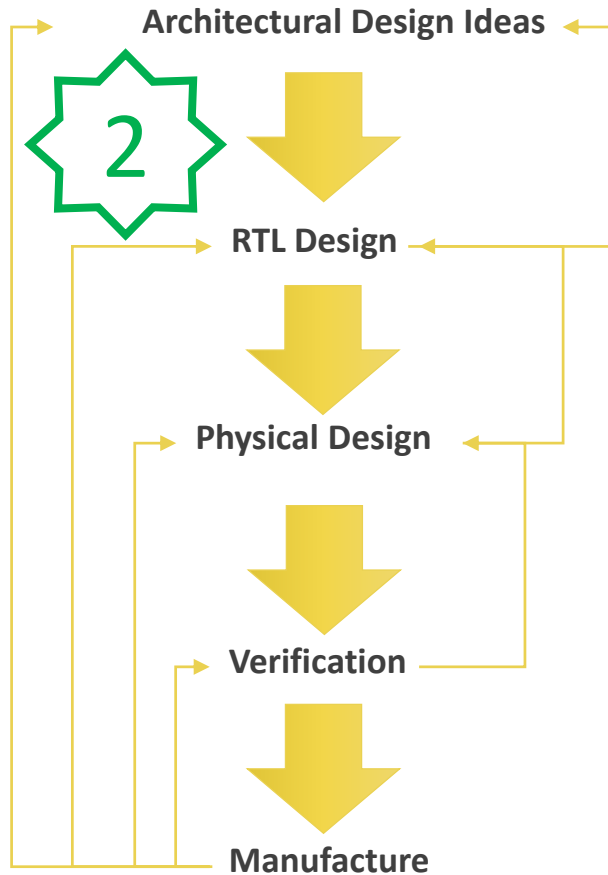 Architectural Design Ideas
2
RTL Design
Physical Design
Verification
Manufacture